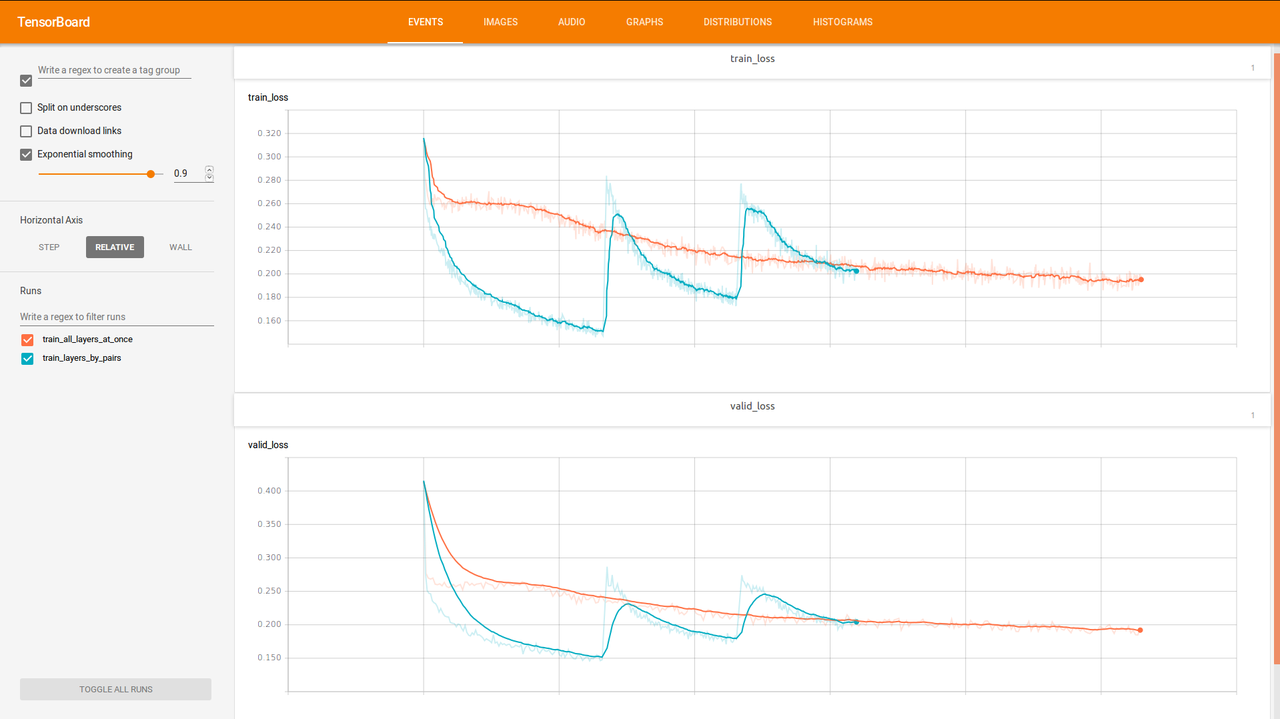 TensorBoard
EVENTS IMAGES AUDIO GRAPHS DISTRIBUTIONS HISTOGRAMS
Write a regex to create a tag group
Split on underscores
Data download links
Exponential smoothing
0.9
Horizontal Axis
STEP RELATIVE WALL
Runs
Write a regex to filter runs
train_all_layers_at_once
train_layers_by_pairs
TOGGLE ALL RUNS
train_loss
1
train_loss
0.320
0.300
0.280
0.260
0.240
0.220
0.200
0.180
0.160
valid_loss
1
valid_loss
0.400
0.350
0.300
0.250
0.200
0.150